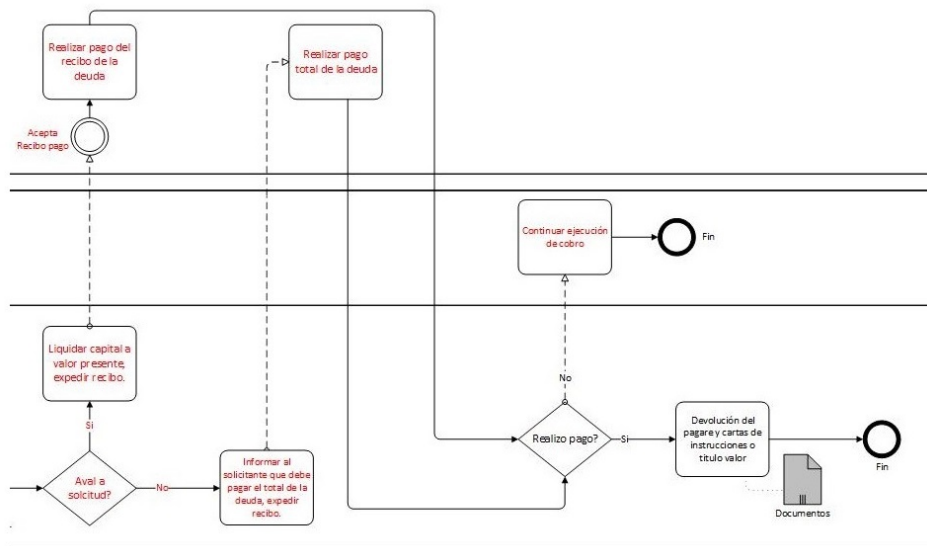 Realizar pago del
recibo de la
deuda
Realizar pago
total de la deuda
Acepta
Recibo pago
Continuar ejecución
de cobro
Fin
Liquidar capital a
valor presente,
expedir recibo.
Si
No
Aval a
solcitud?
No
Informar al
solicitante que debe
pagar el total de la
deuda, expedir
recibo.
Realizo pago?
Si
Devolución del
pagare y cartas de
instrucciones o
titulo valor
Fin
Documentos